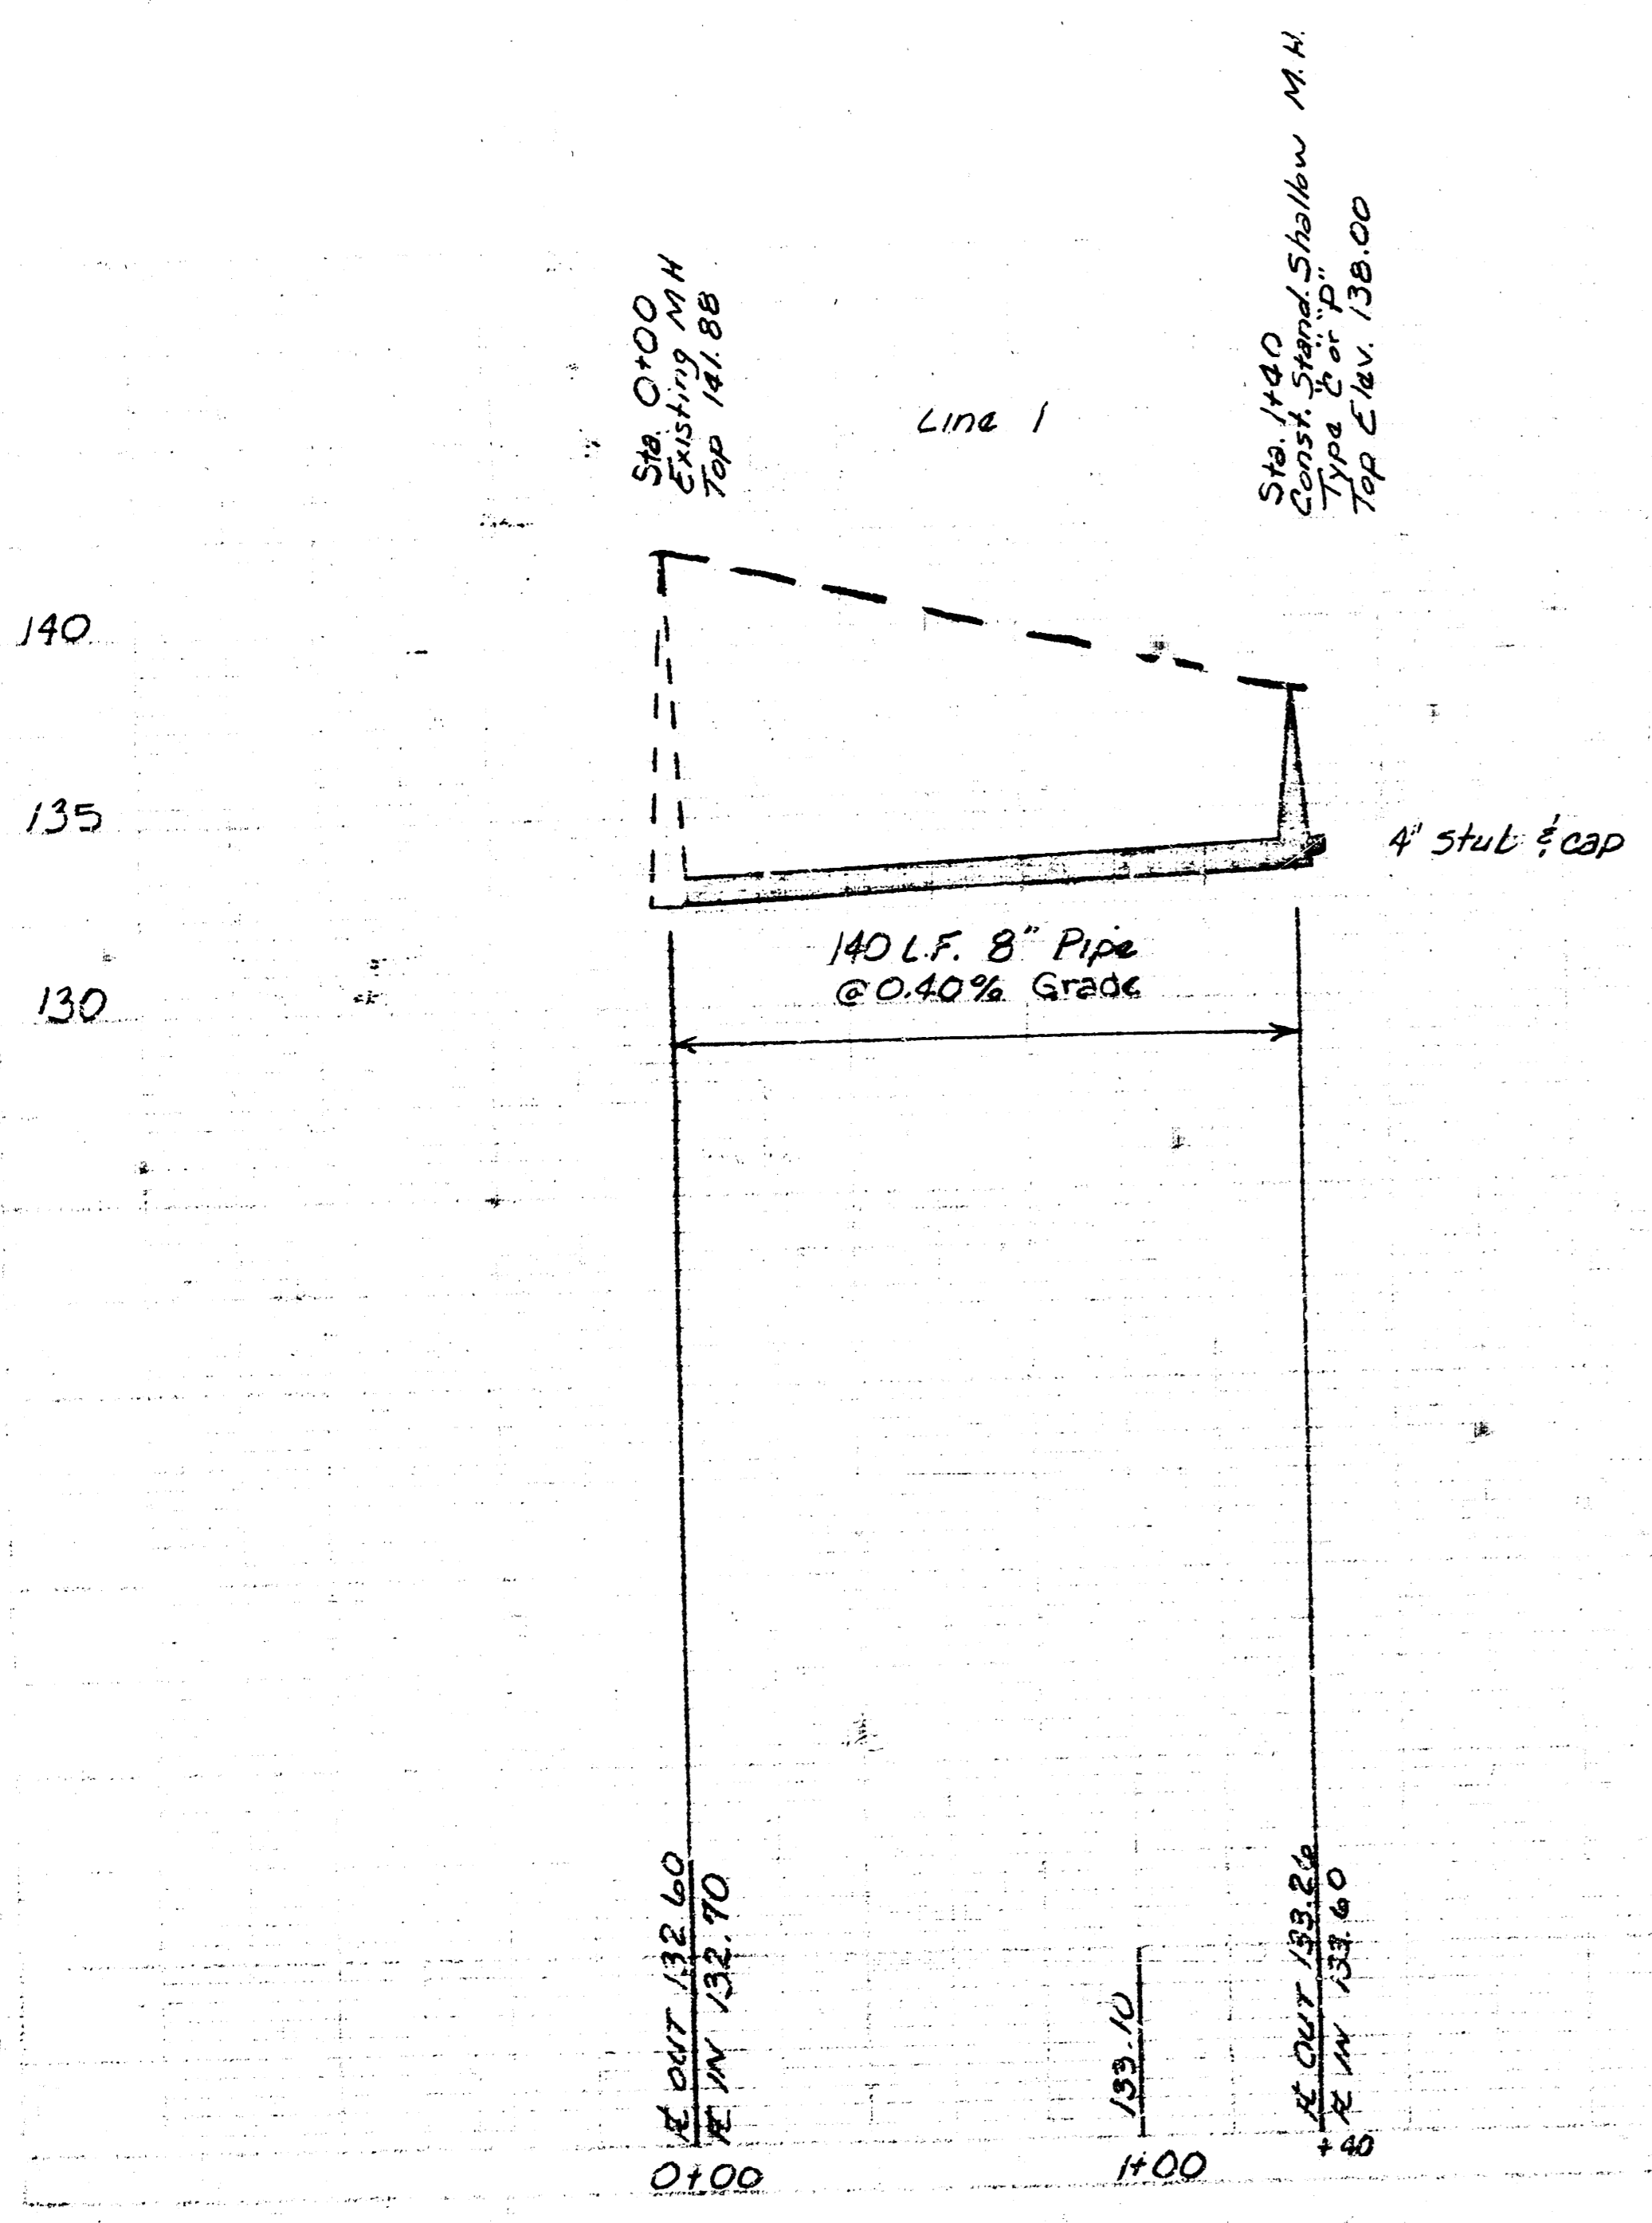 Sta. 0+00
Existing MH
Top 141.88
Line 1
Sta. 1+40
Const. Stand. Shallow M.H.
Type "C" or "P"
Top Elev. 138.00
140
135
130
4" stub & cap
140 L.F. 8" Pipe
@ 0.40% Grade
OUT 132.60
IN 132.70
133.10
OUT 133.26
IN 133.60
0+00
1+00
+40